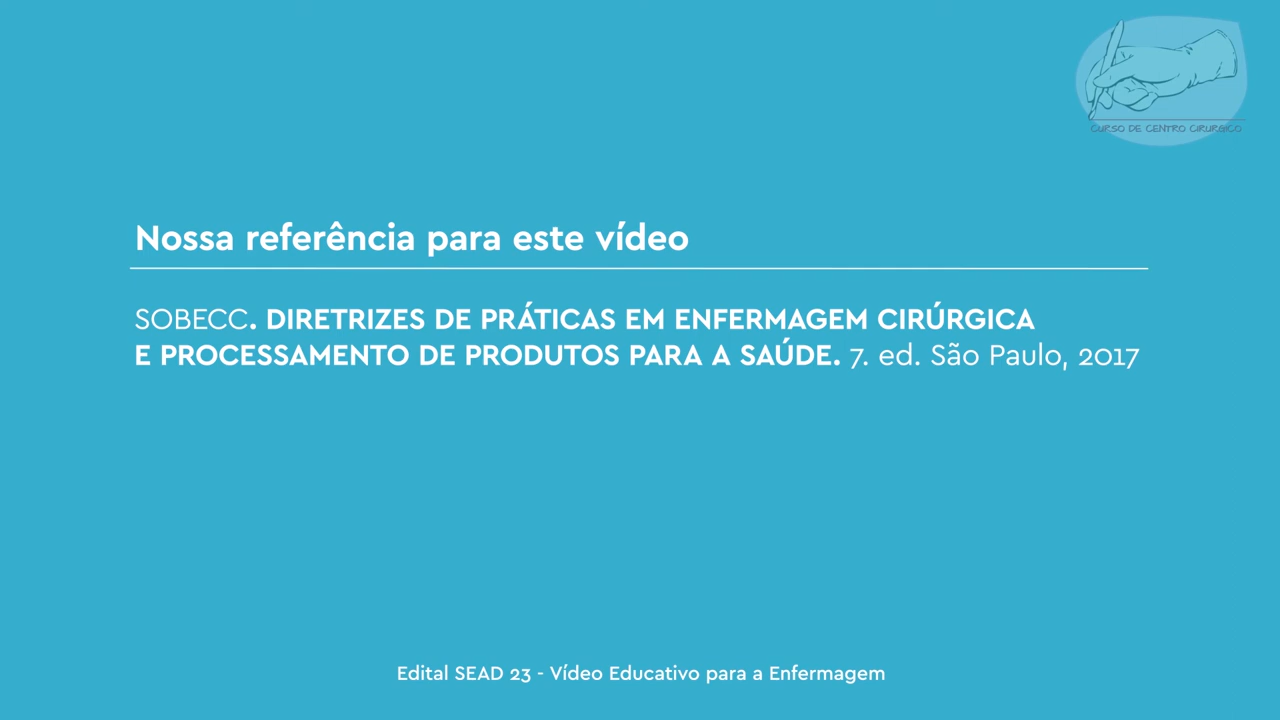 CURSO DE CENTRO CIRURGICO
Nossa referência para este vídeo
SOBECC. DIRETRIZES DE PRÁTICAS EM ENFERMAGEM CIRÚRGICA
E PROCESSAMENTO DE PRODUTOS PARA A SAÚDE. 7. ed. São Paulo, 2017
Edital SEAD 23 - Vídeo Educativo para a Enfermagem